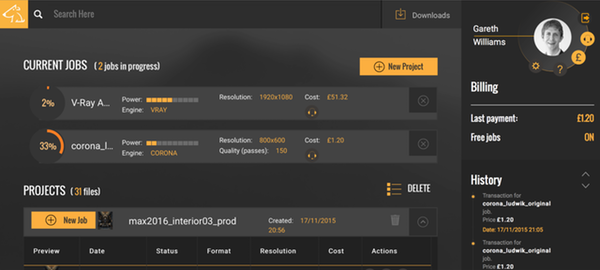 Search Here
Downloads
Gareth
Williams
£
?
CURRENT JOBS ( 2 jobs in progress)
+ New Project
2%
V-Ray A...
Power:
Engine: VRAY
Resolution: 1920x1080
Cost: £51.32
33%
corona_l...
Power:
Engine: CORONA
Resolution: 800x600
Quality (passes): 150
Cost: £1.20
PROJECTS ( 31 files)
DELETE
+ New Job
max2016_interior03_prod
Created: 17/11/2015
20:56
Preview Date Status Format Resolution Cost Actions
Billing
Last payment: £1.20
Free jobs ON
History
Transaction for
corona_ludwik_original
job.
Price £1.20
Date: 17/11/2015 21:05
Transaction for
corona_ludwik_original
job.
Price £1.20